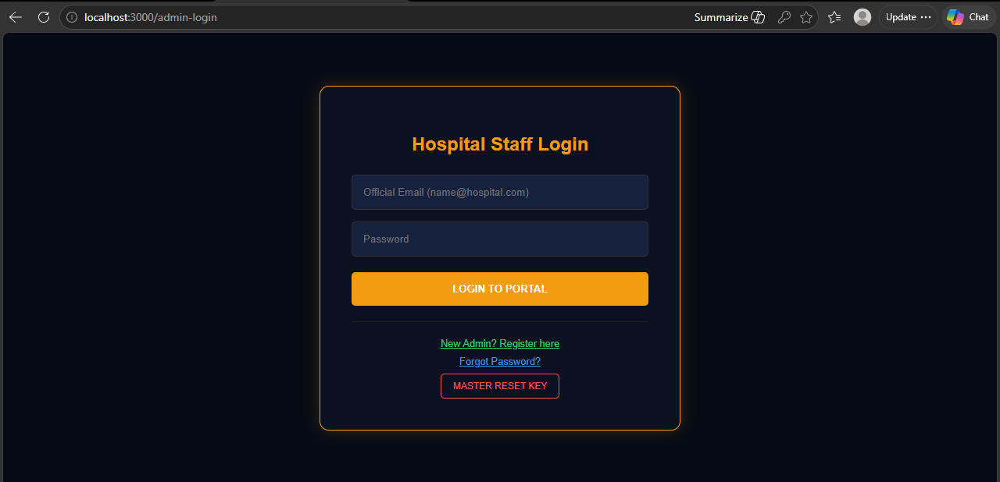 localhost:3000/admin-login
Summarize
Update
Chat
Hospital Staff Login
Official Email (name@hospital.com)
Password
LOGIN TO PORTAL
New Admin? Register here
Forgot Password?
MASTER RESET KEY